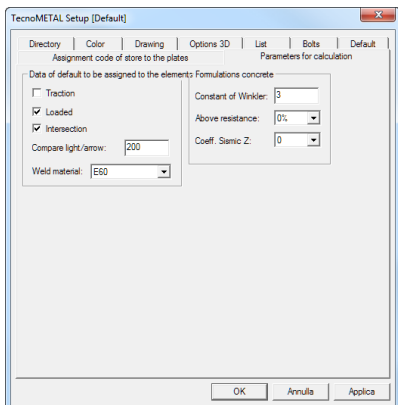 TecnoMETAL Setup [Default]
Directory Color Drawing Options 3D List Bolts Default
Assignment code of store to the plates Parameters for calculation
Data of default to be assigned to the elements Formulations concrete
Traction
Loaded
Intersection
Compare light/arrow: 200
Weld material: E60
Constant of Winkler: 3
Above resistance: 0%
Coeff. Sismic Z: 0
OK Annulla Applica